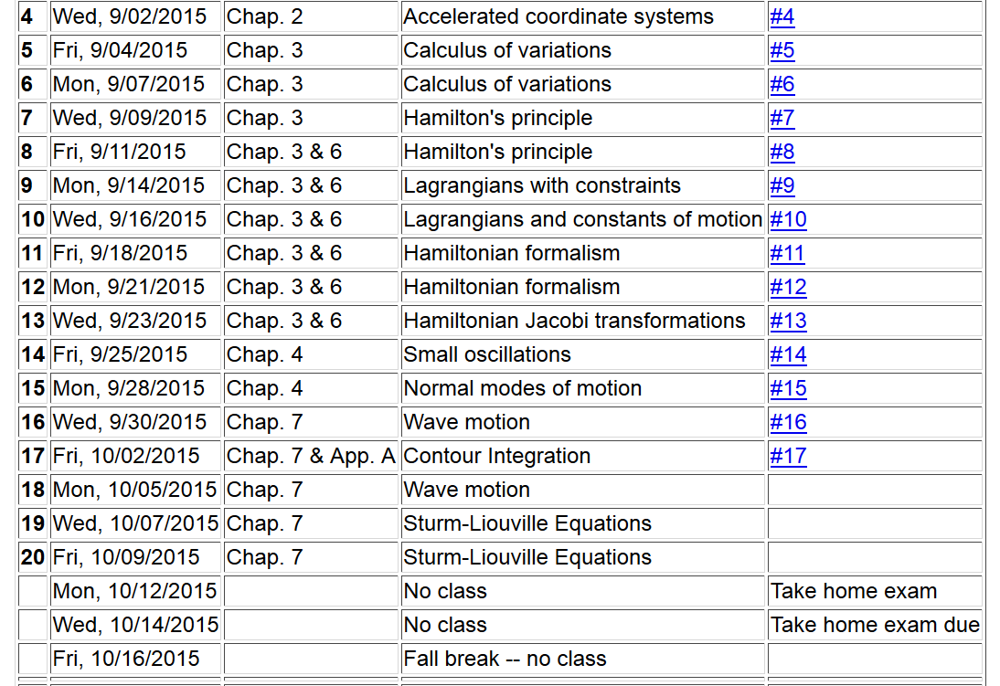 4 Wed, 9/02/2015 Chap. 2 Accelerated coordinate systems #4
5 Fri, 9/04/2015 Chap. 3 Calculus of variations #5
6 Mon, 9/07/2015 Chap. 3 Calculus of variations #6
7 Wed, 9/09/2015 Chap. 3 Hamilton's principle #7
8 Fri, 9/11/2015 Chap. 3 & 6 Hamilton's principle #8
9 Mon, 9/14/2015 Chap. 3 & 6 Lagrangians with constraints #9
10 Wed, 9/16/2015 Chap. 3 & 6 Lagrangians and constants of motion #10
11 Fri, 9/18/2015 Chap. 3 & 6 Hamiltonian formalism #11
12 Mon, 9/21/2015 Chap. 3 & 6 Hamiltonian formalism #12
13 Wed, 9/23/2015 Chap. 3 & 6 Hamiltonian Jacobi transformations #13
14 Fri, 9/25/2015 Chap. 4 Small oscillations #14
15 Mon, 9/28/2015 Chap. 4 Normal modes of motion #15
16 Wed, 9/30/2015 Chap. 7 Wave motion #16
17 Fri, 10/02/2015 Chap. 7 & App. A Contour Integration #17
18 Mon, 10/05/2015 Chap. 7 Wave motion
19 Wed, 10/07/2015 Chap. 7 Sturm-Liouville Equations
20 Fri, 10/09/2015 Chap. 7 Sturm-Liouville Equations
Mon, 10/12/2015 No class Take home exam
Wed, 10/14/2015 No class Take home exam due
Fri, 10/16/2015 Fall break -- no class